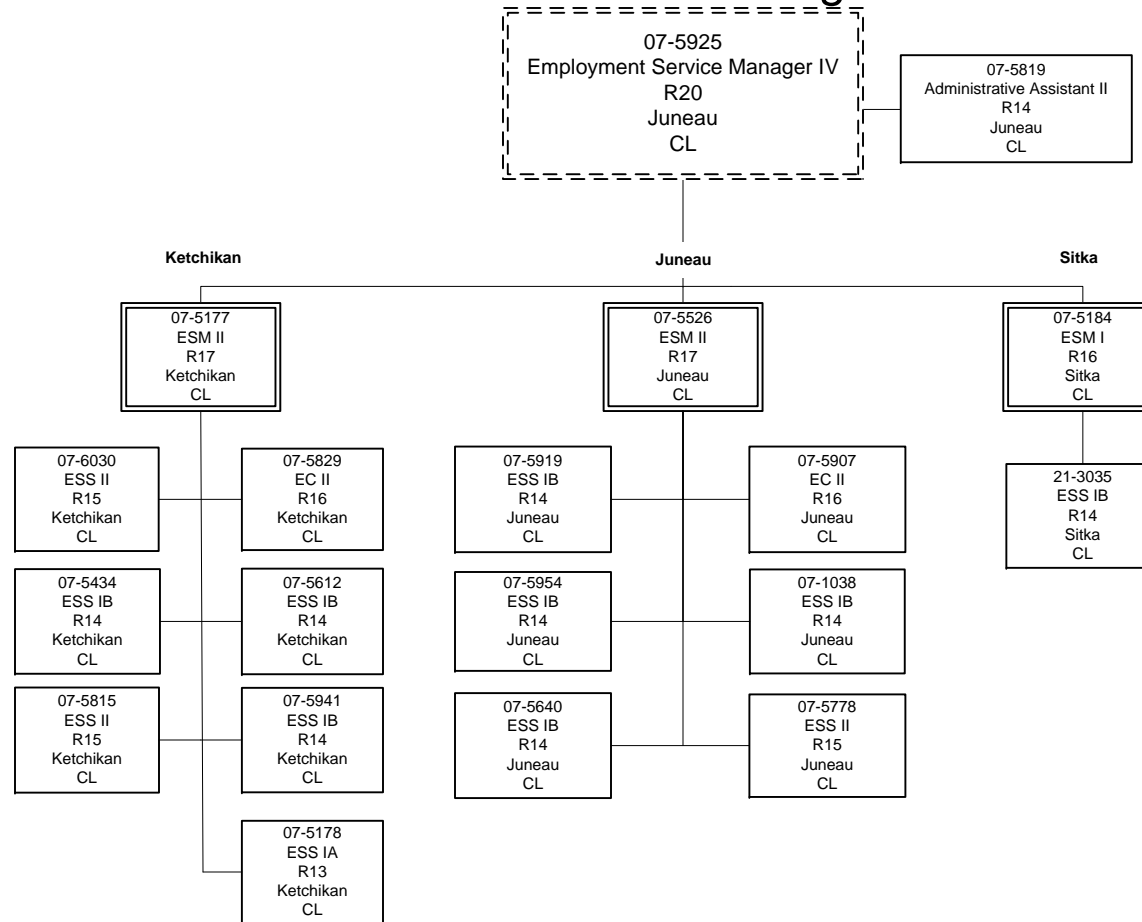 07-5925
Employment Service Manager IV
R20
Juneau
CL
07-5819
Administrative Assistant II
R14
Juneau
CL
Ketchikan
Juneau
Sitka
07-5177
ESM II
R17
Ketchikan
CL
07-5526
ESM II
R17
Juneau
CL
07-5184
ESM I
R16
Sitka
CL
07-6030
ESS II
R15
Ketchikan
CL
07-5829
EC II
R16
Ketchikan
CL
07-5919
ESS IB
R14
Juneau
CL
07-5907
EC II
R16
Juneau
CL
21-3035
ESS IB
R14
Sitka
CL
07-5434
ESS IB
R14
Ketchikan
CL
07-5612
ESS IB
R14
Ketchikan
CL
07-5954
ESS IB
R14
Juneau
CL
07-1038
ESS IB
R14
Juneau
CL
07-5815
ESS II
R15
Ketchikan
CL
07-5941
ESS IB
R14
Ketchikan
CL
07-5640
ESS IB
R14
Juneau
CL
07-5778
ESS II
R15
Juneau
CL
07-5178
ESS IA
R13
Ketchikan
CL